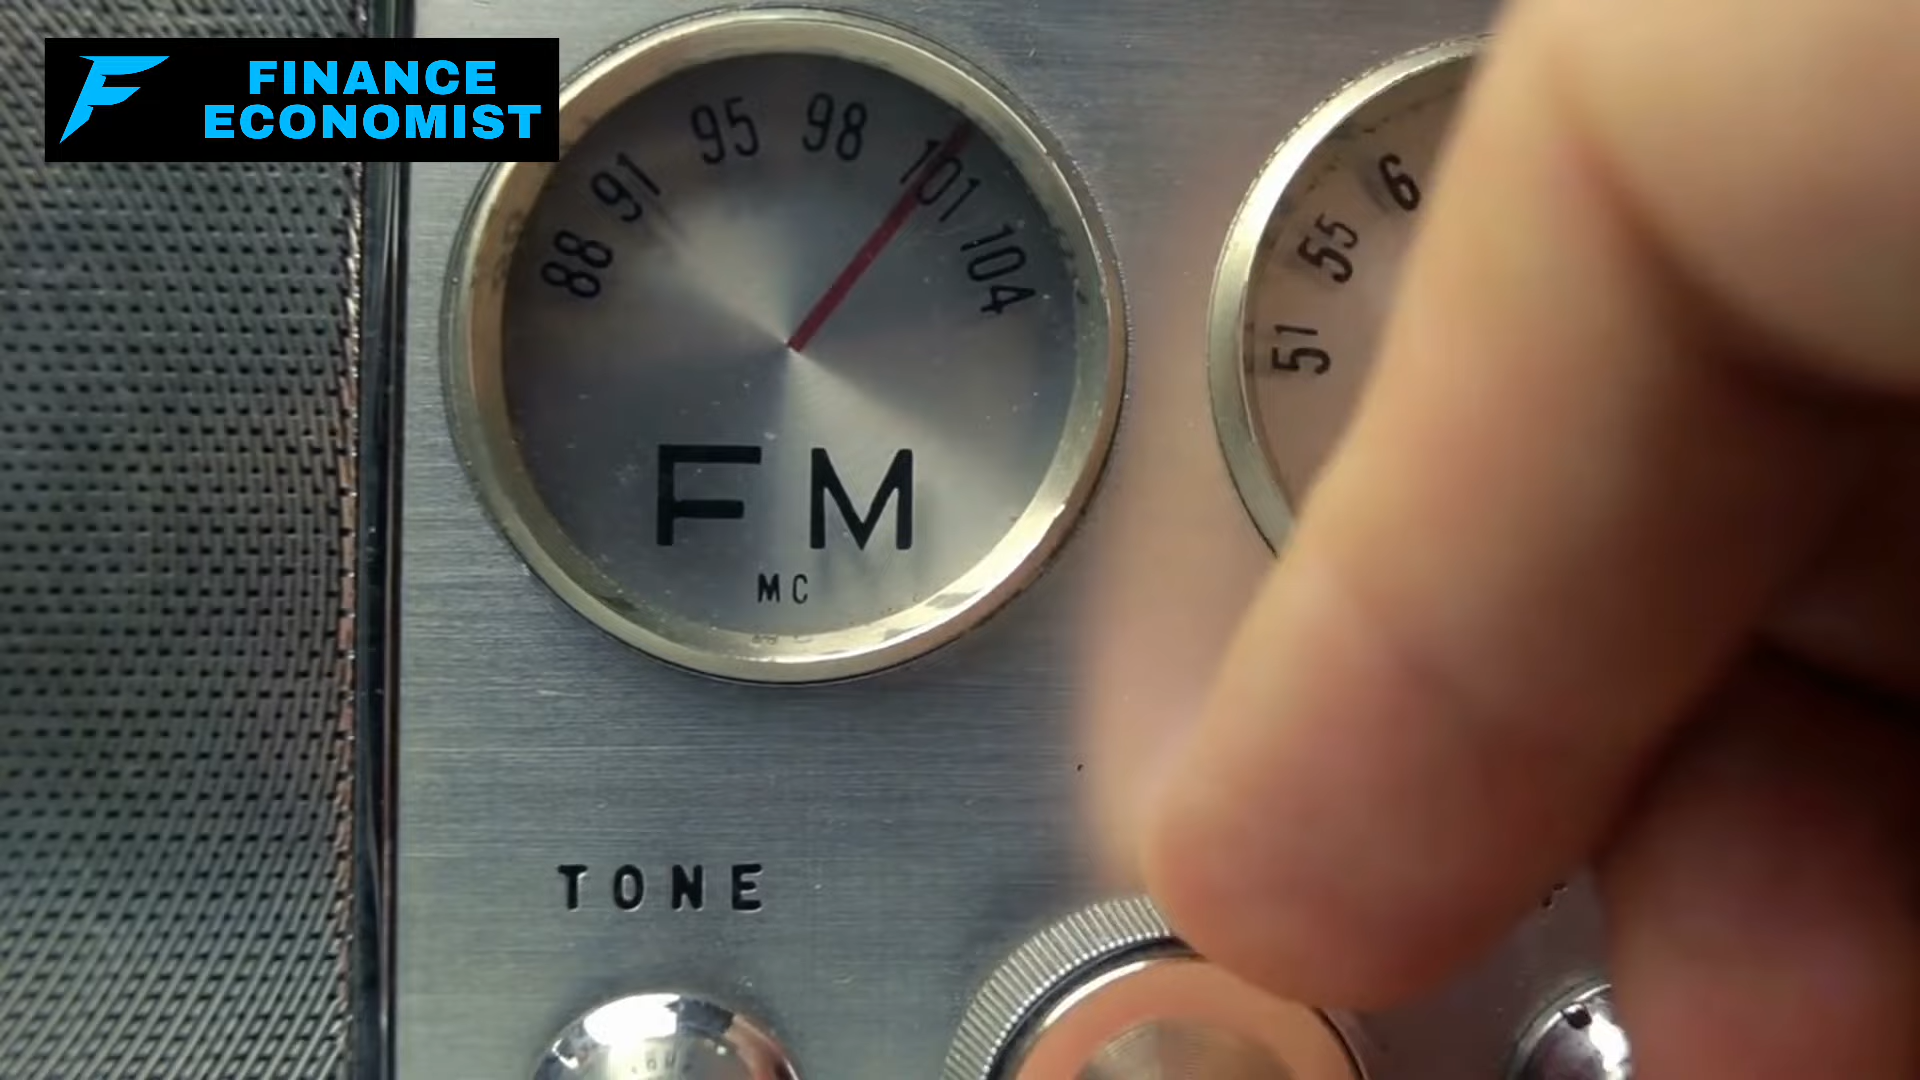 FINANCE
ECONOMIST
88 91 95 98 101 104
FM
MC
51 55 6
TONE